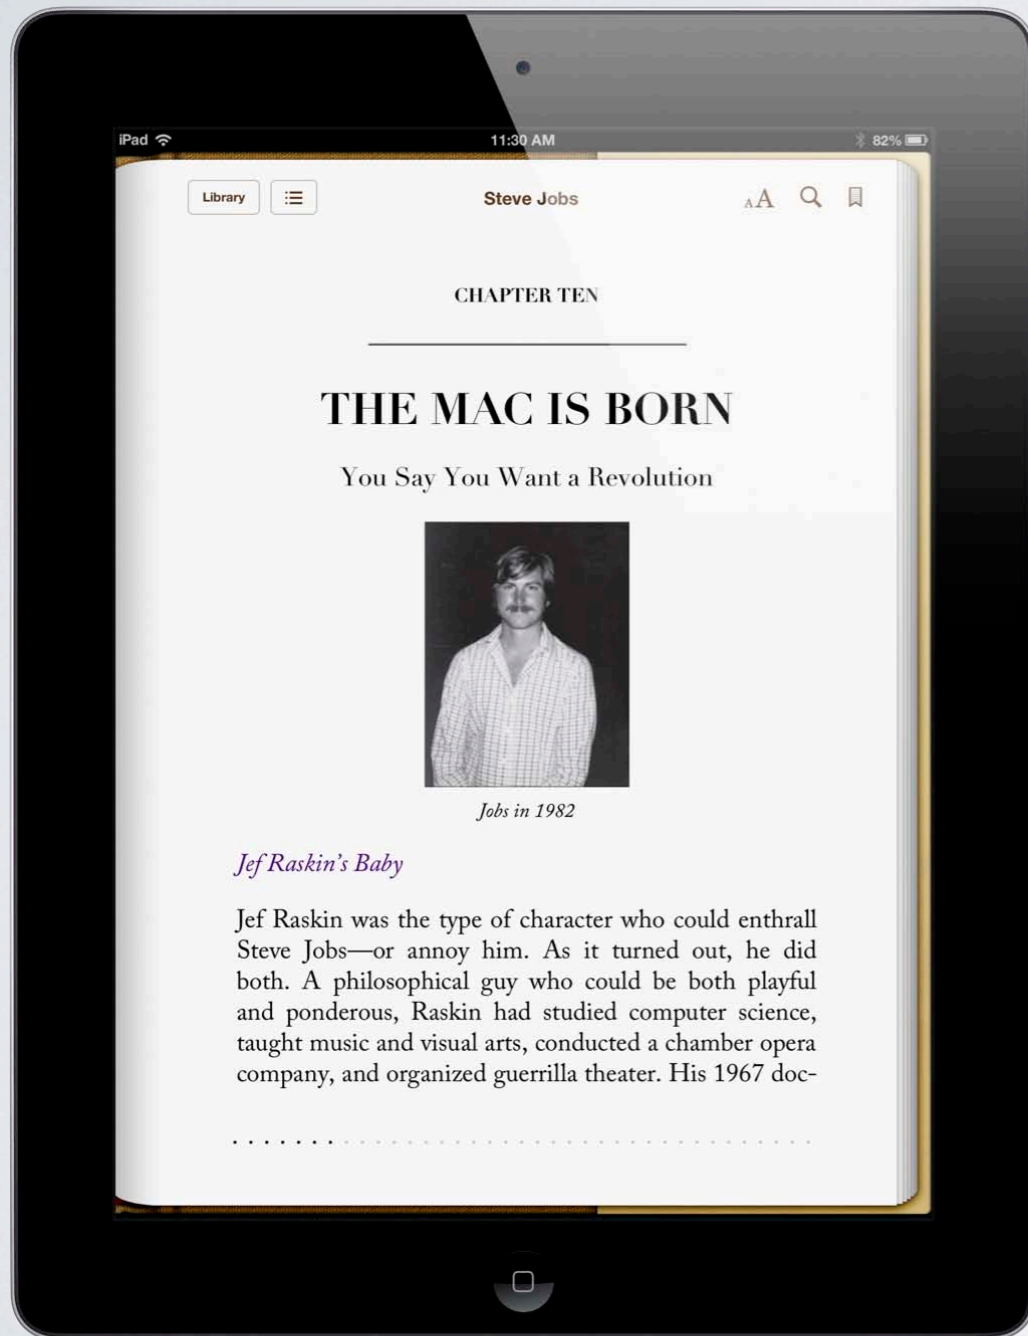 iPad 11:30 AM 82%
Library Steve Jobs AA
CHAPTER TEN
THE MAC IS BORN
You Say You Want a Revolution
Jobs in 1982
Jef Raskin’s Baby
Jef Raskin was the type of character who could enthrall
Steve Jobs—or annoy him. As it turned out, he did
both. A philosophical guy who could be both playful
and ponderous, Raskin had studied computer science,
taught music and visual arts, conducted a chamber opera
company, and organized guerrilla theater. His 1967 doc-